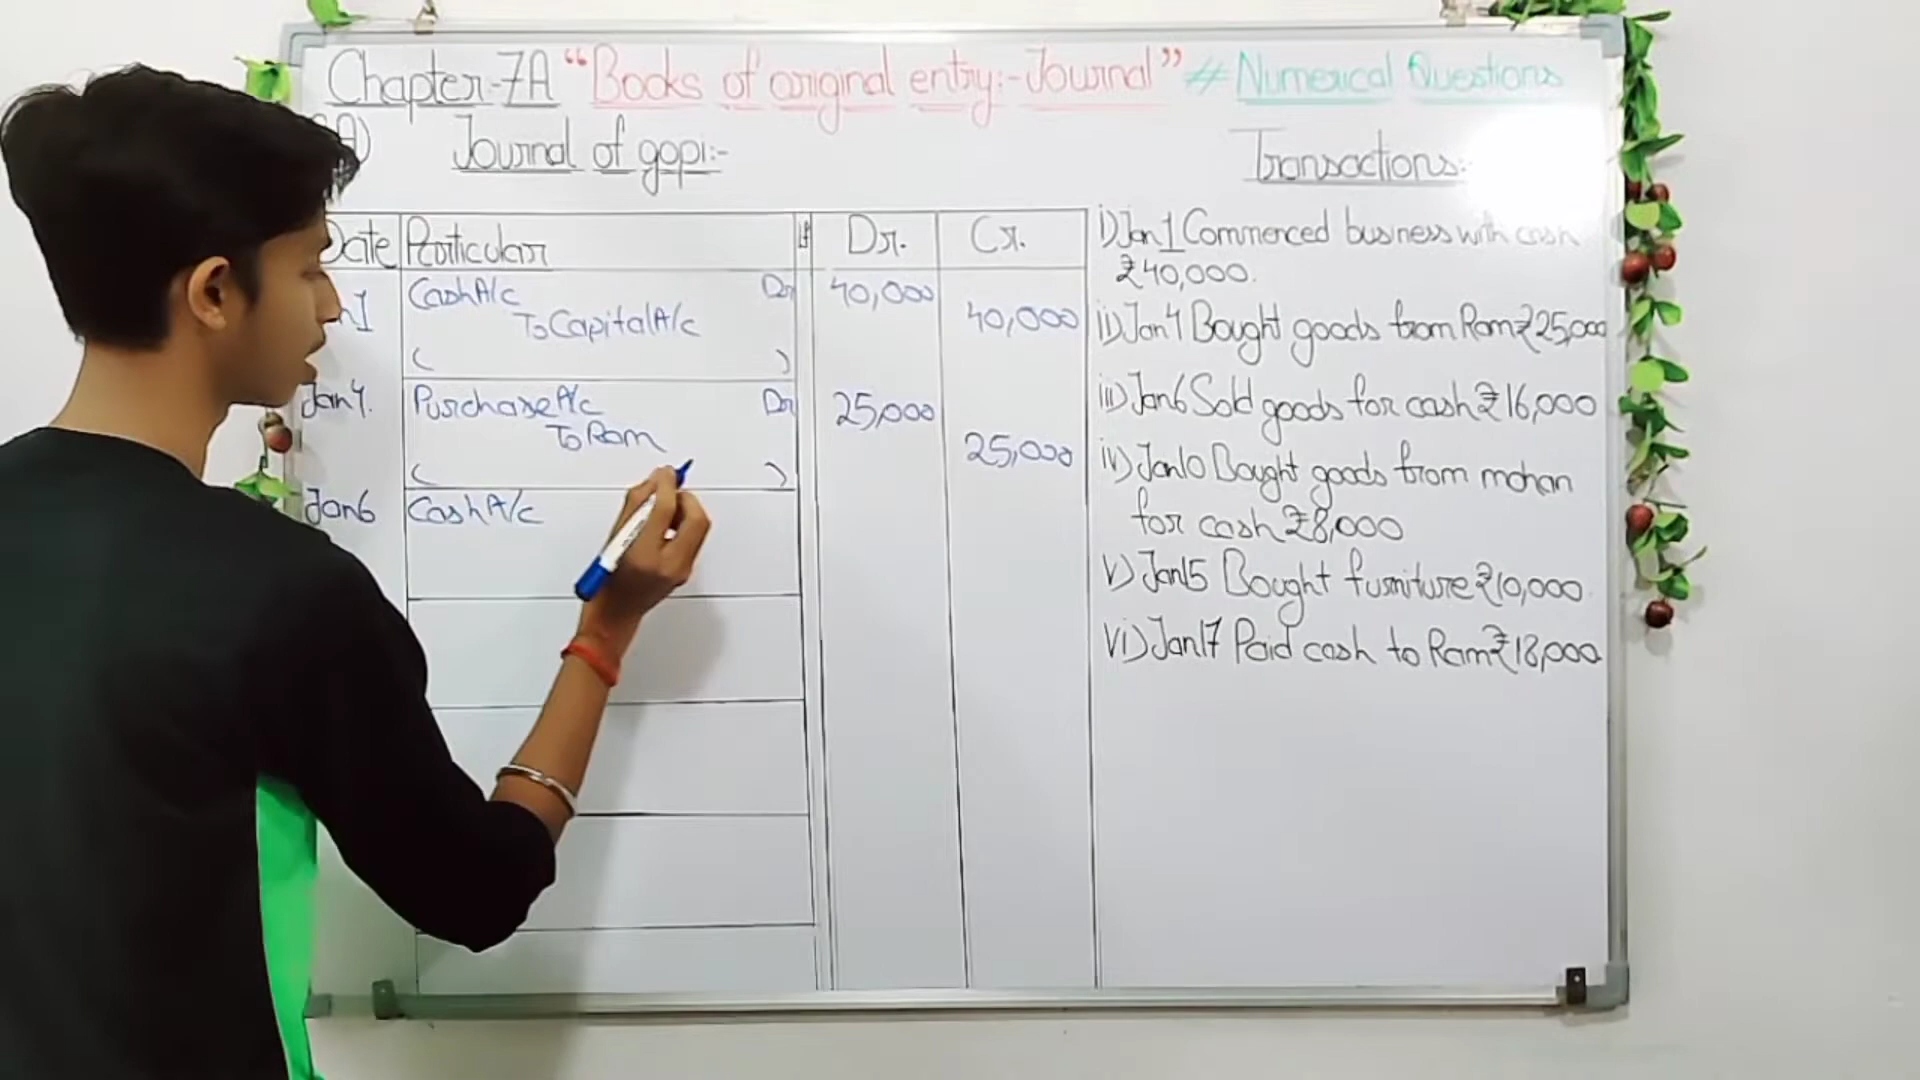 Chapter-7A "Books of original entry:-Journal" # Numerical Questions
Journal of gopi:-
Transactions:-
Date Particular Dr. Cr.
Cash A/c Dr 40,000
To Capital A/c 40,000
( )
Jan 4. Purchase A/c Dr 25,000
To Ram 25,000
( )
Jan 6 Cash A/c
i) Jan 1 Commenced business with cash
₹40,000.
ii) Jan 4 Bought goods from Ram ₹25,000
iii) Jan 6 Sold goods for cash ₹16,000
iv) Jan 10 Bought goods from mohan
for cash ₹8,000
v) Jan 15 Bought furniture ₹10,000
vi) Jan 17 Paid cash to Ram ₹18,000